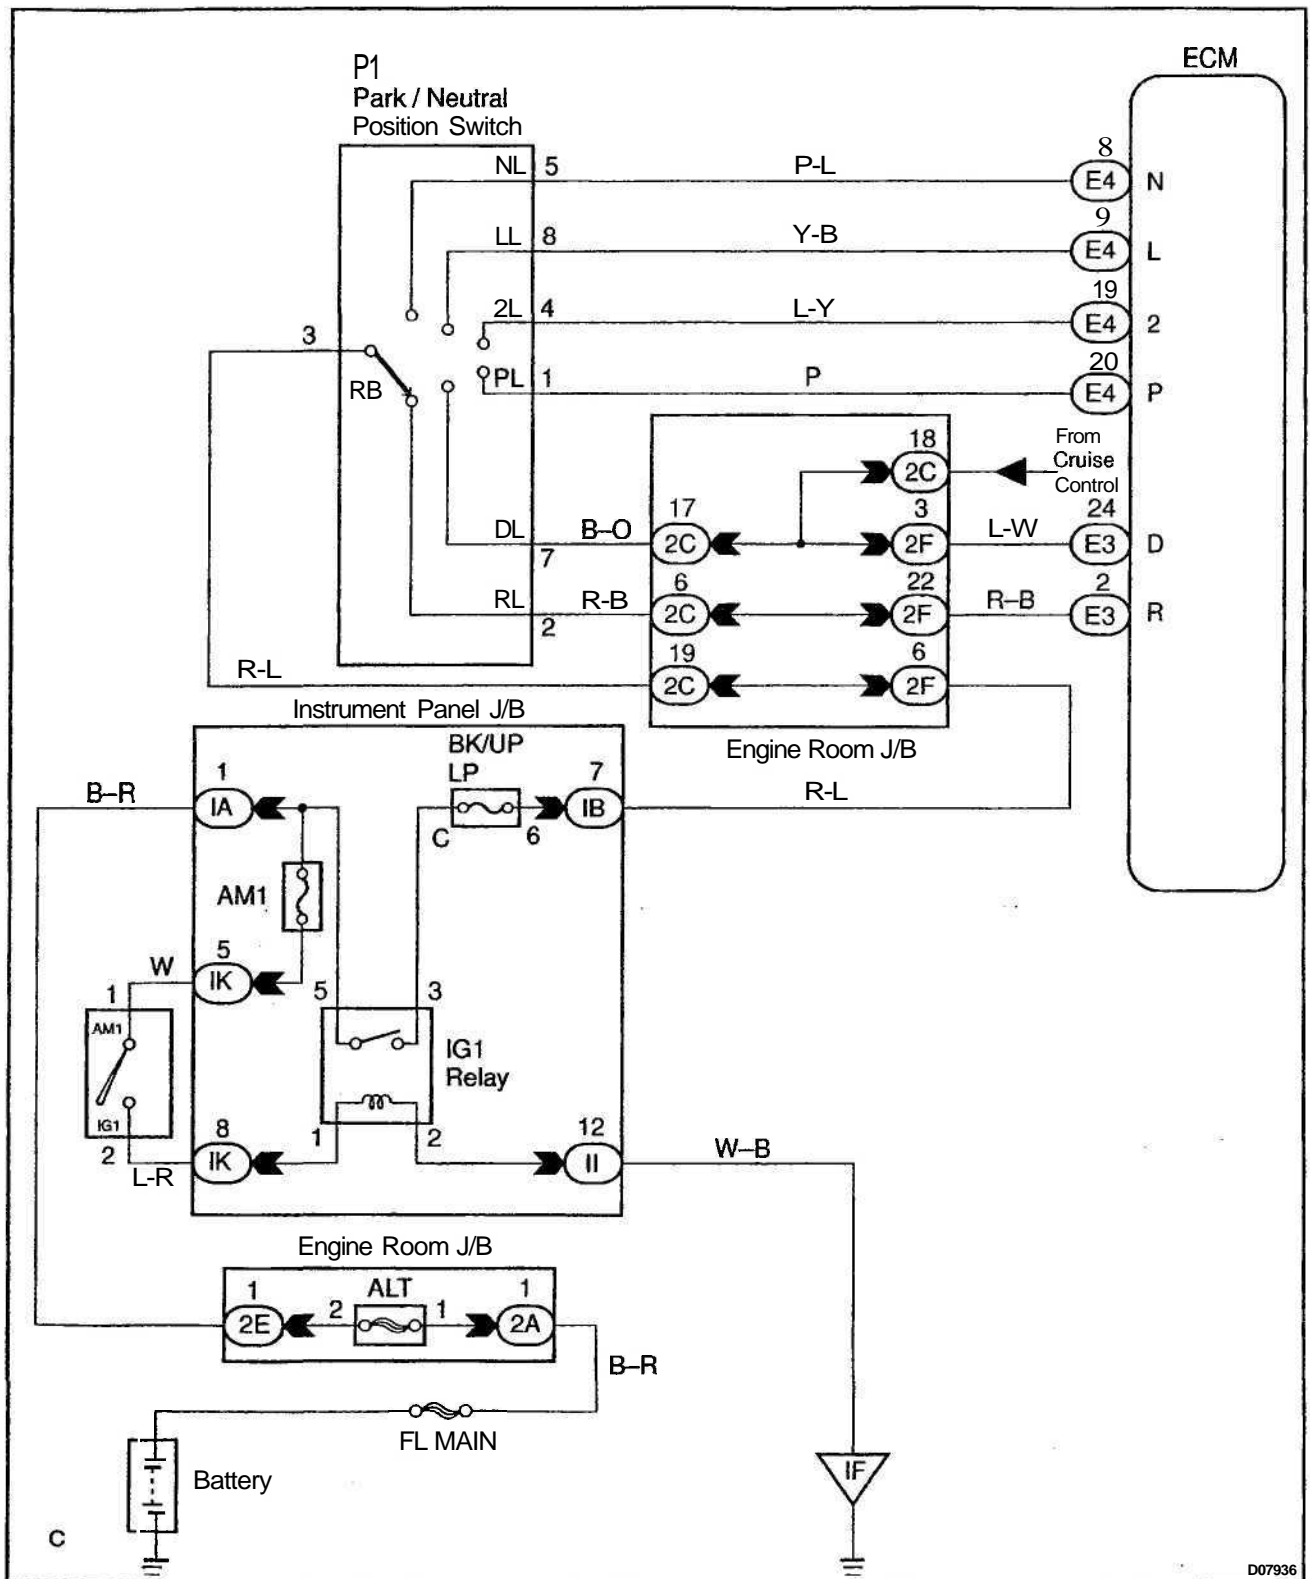 ECM
P1
Park / Neutral
Position Switch
NL 5 P-L 8 E4 N
LL 8 Y-B 9 E4 L
2L 4 L-Y 19 E4 2
3
RB
PL 1 P 20 E4 P
18 2C
From
Cruise
Control
DL 7 B–O 17 2C 3 2F L-W 24 E3 D
RL 2 R-B 6 2C 22 2F R–B 2 E3 R
R-L 19 2C 6 2F
Engine Room J/B
Instrument Panel J/B
BK/UP
LP
B–R 1 IA C 6 7 IB R-L
AM1
W 5 IK
5 3
1
AM1
IG1
2
IG1
Relay
L-R 8 IK 1 2 12 II W–B
Engine Room J/B
ALT
1 2E 2 1 1 2A
B–R
FL MAIN
Battery
IF
C
D07936